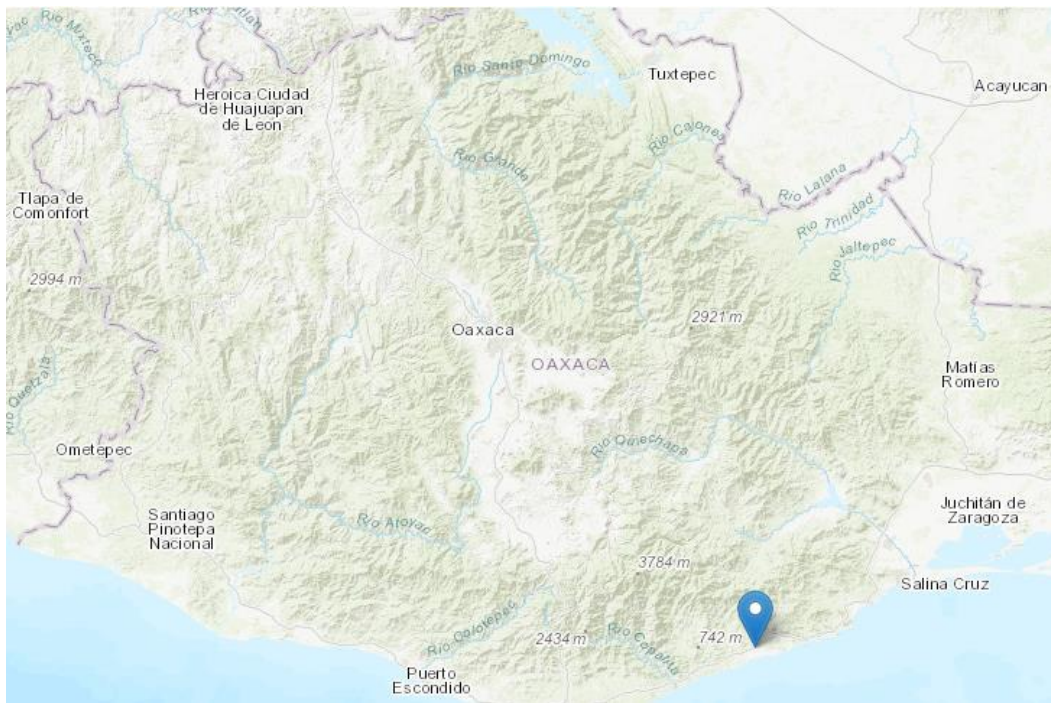 Río Mixteco
Heroica Ciudad
de Huajuapan
de León
Río Santo Domingo
Tuxtepec
Acayucan
Río Cajones
Río Grande
Río Lalana
Río Trinidad
Río Jaltepec
Tlapa de
Comonfort
2994 m
2921 m
Oaxaca
OAXACA
Matías
Romero
Río Quetzala
Ometepec
Río Quiechapa
Santiago
Pinotepa
Nacional
Río Atoyac
Juchitán de
Zaragoza
3784 m
Salina Cruz
742 m
2434 m
Río Colotepec
Río Copalita
Puerto
Escondido